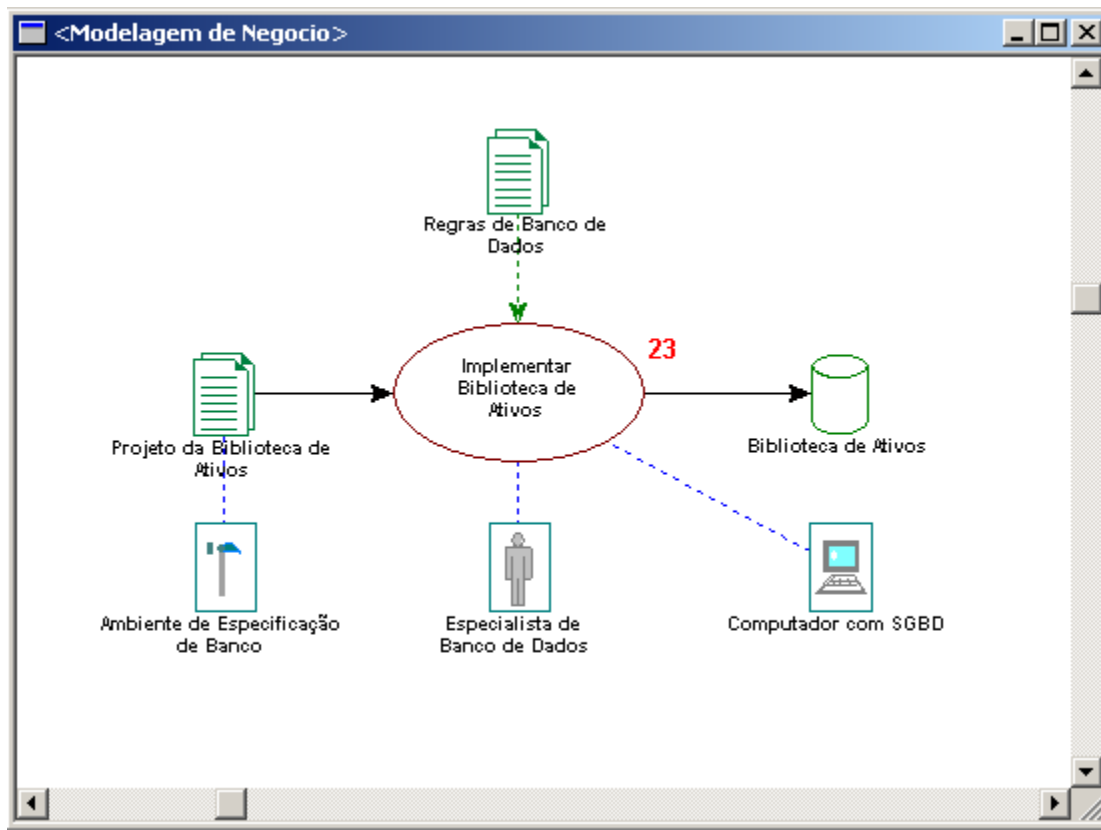 <Modelagem de Negocio>
Regras de Banco de
Dados
23
Implementar
Biblioteca de
Ativos
Projeto da Biblioteca de
Ativos
Biblioteca de Ativos
Ambiente de Especificação
de Banco
Especialista de
Banco de Dados
Computador com SGBD